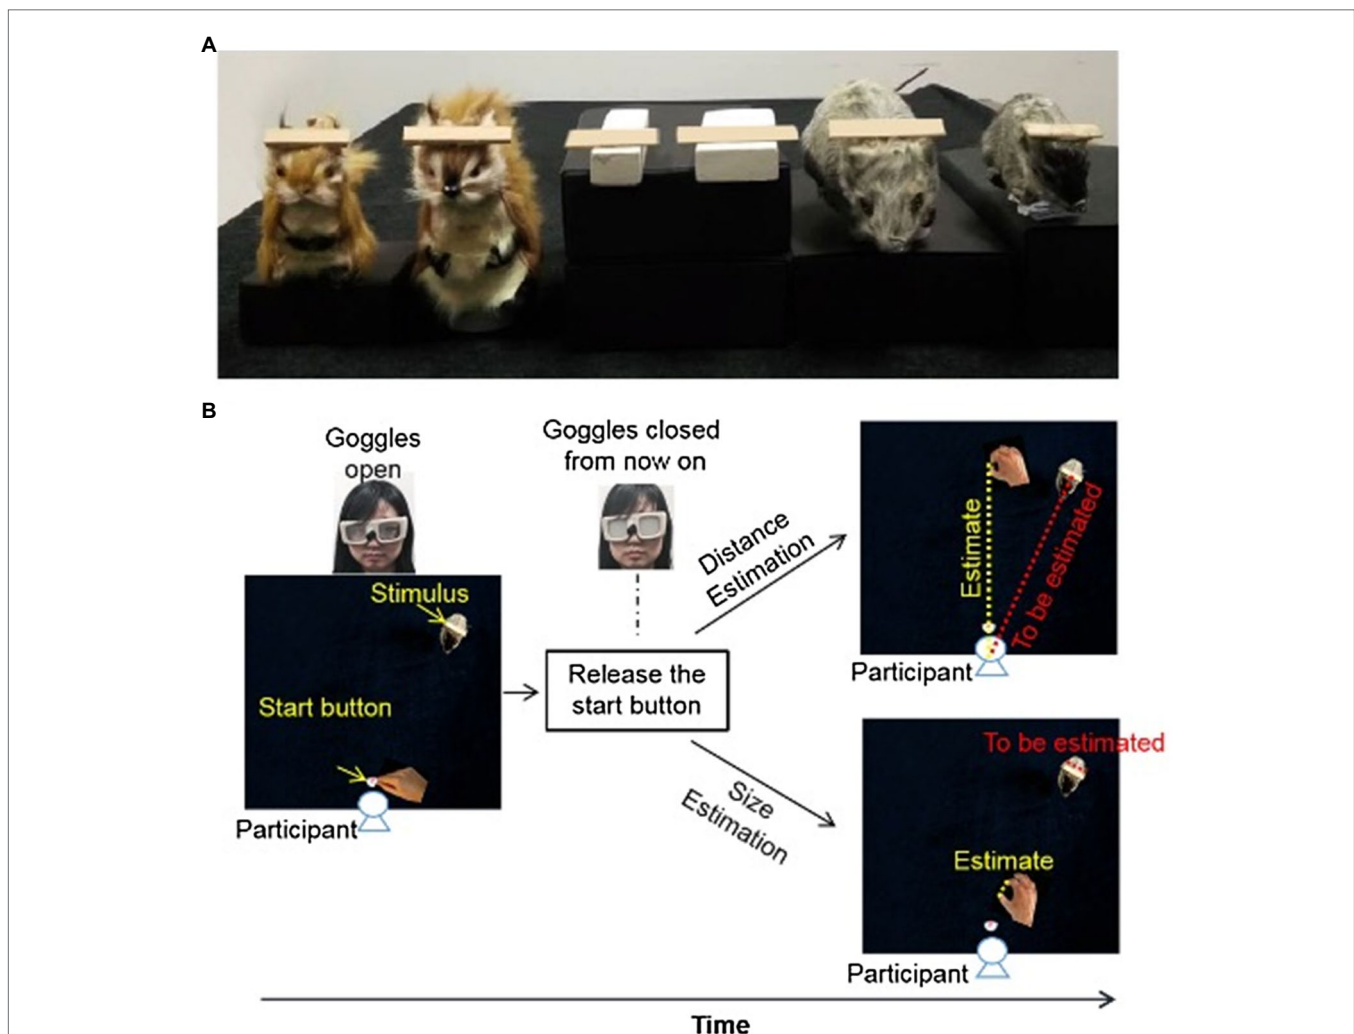 A
B
Goggles
open
Goggles closed
from now on
Stimulus
Start button
Participant
Release the
start button
Distance
Estimation
Size
Estimation
Estimate
To be estimated
Participant
To be estimated
Estimate
Participant
Time